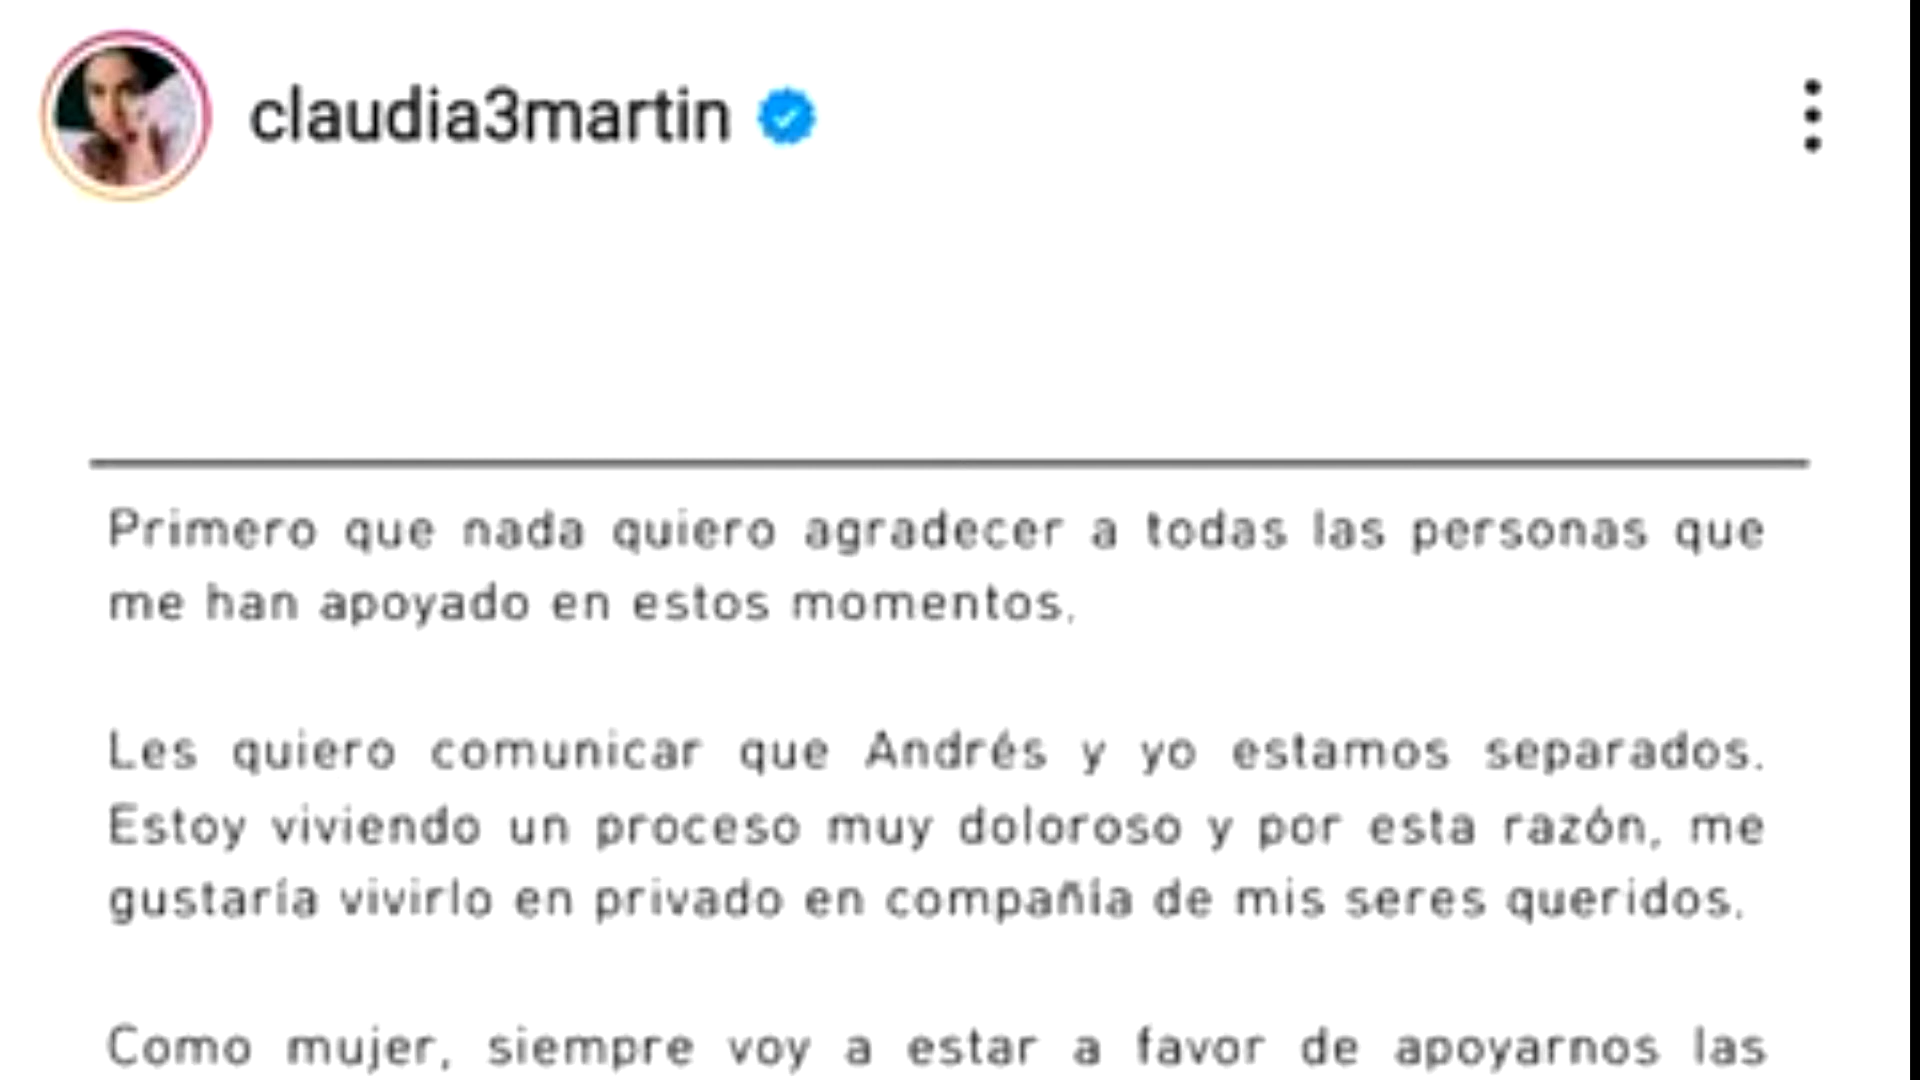 claudia3martin
Primero que nada quiero agradecer a todas las personas que
me han apoyado en estos momentos.
Les quiero comunicar que Andrés y yo estamos separados.
Estoy viviendo un proceso muy doloroso y por esta razón, me
gustaría vivirlo en privado en compañía de mis seres queridos.
Como mujer, siempre voy a estar a favor de apoyarnos las